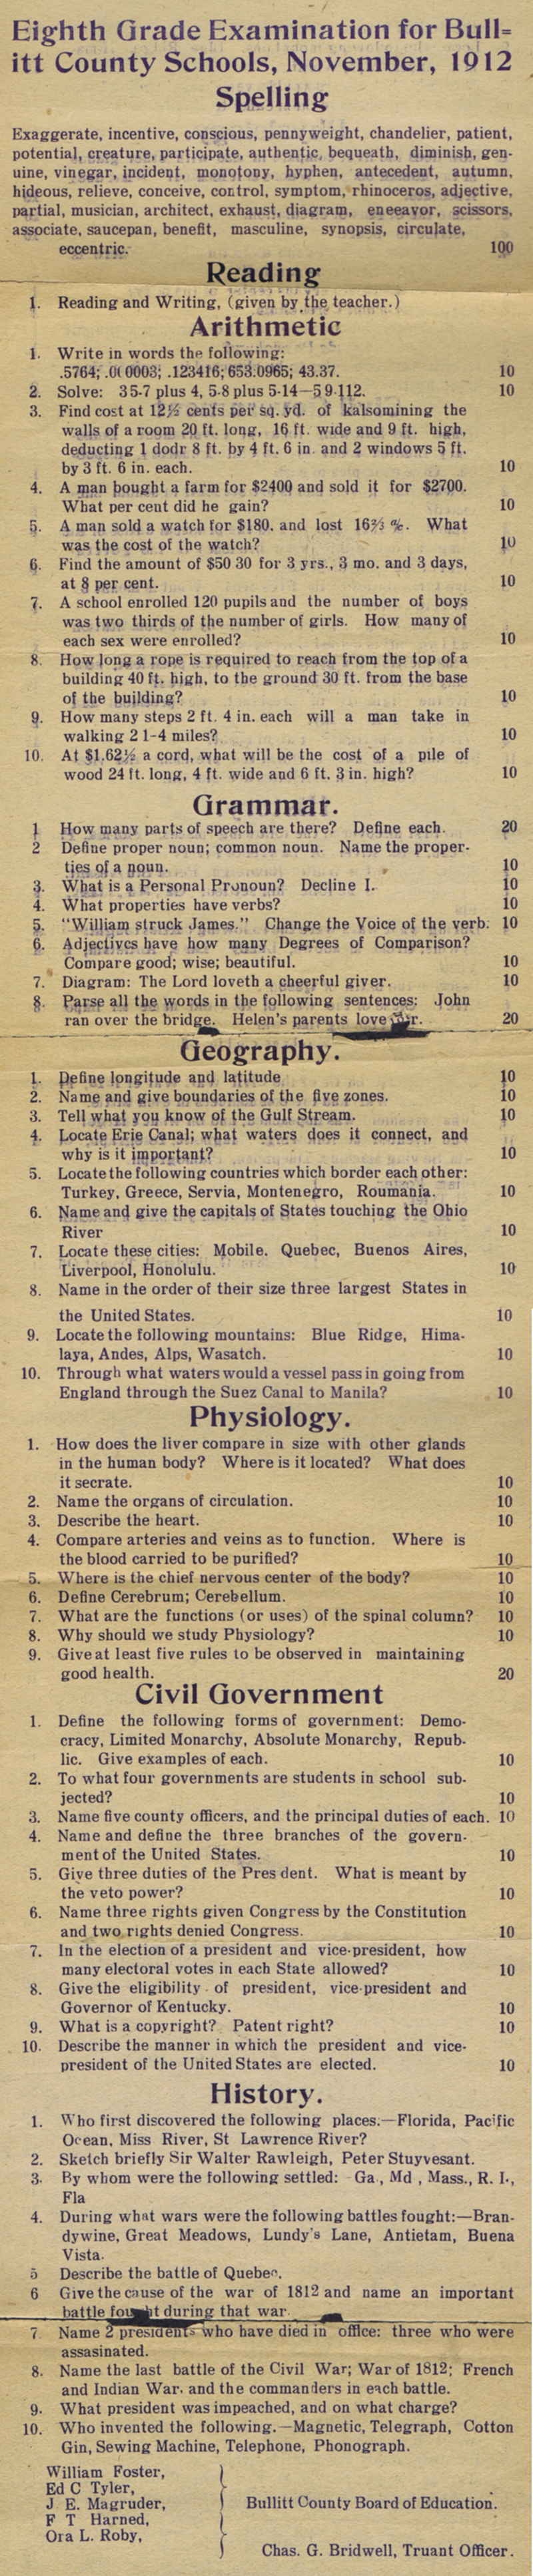 Eighth Grade Examination for Bull=
itt County Schools, November, 1912
Spelling
Exaggerate, incentive, conscious, pennyweight, chandelier, patient,
potential, creature, participate, authentic, bequeath, diminish, gen-
uine, vinegar, incident, monotony, hyphen, antecedent, autumn,
hideous, relieve, conceive, control, symptom, rhinoceros, adjective,
partial, musician, architect, exhaust, diagram, eneeavor, scissors,
associate, saucepan, benefit, masculine, synopsis, circulate,
eccentric. 100
Reading
1. Reading and Writing, (given by the teacher.)
Arithmetic
1. Write in words the following:
.5764; .000003; .123416; 653.0965; 43.37. 10
2. Solve: 35-7 plus 4, 5-8 plus 5-14—59-112. 10
3. Find cost at 12½ cents per sq. yd. of kalsomining the
walls of a room 20 ft. long, 16 ft. wide and 9 ft. high,
deducting 1 dodr 8 ft. by 4 ft. 6 in. and 2 windows 5 ft.
by 3 ft. 6 in. each. 10
4. A man bought a farm for $2400 and sold it for $2700.
What per cent did he gain? 10
5. A man sold a watch for $180, and lost 16⅔ %. What
was the cost of the watch? 10
6. Find the amount of $50 30 for 3 yrs., 3 mo. and 3 days,
at 8 per cent. 10
7. A school enrolled 120 pupils and the number of boys
was two thirds of the number of girls. How many of
each sex were enrolled? 10
8. How long a rope is required to reach from the top of a
building 40 ft. high, to the ground 30 ft. from the base
of the building? 10
9. How many steps 2 ft. 4 in. each will a man take in
walking 2 1-4 miles? 10
10. At $1.62½ a cord, what will be the cost of a pile of
wood 24 ft. long, 4 ft. wide and 6 ft. 3 in. high? 10
Grammar.
1 How many parts of speech are there? Define each. 20
2 Define proper noun; common noun. Name the proper-
ties of a noun. 10
3. What is a Personal Pronoun? Decline I. 10
4. What properties have verbs? 10
5. "William struck James." Change the Voice of the verb. 10
6. Adjectives have how many Degrees of Comparison?
Compare good; wise; beautiful. 10
7. Diagram: The Lord loveth a cheerful giver. 10
8. Parse all the words in the following sentences: John
ran over the bridge. Helen's parents love 20
Geography.
1. Define longitude and latitude 10
2. Name and give boundaries of the five zones. 10
3. Tell what you know of the Gulf Stream. 10
4. Locate Erie Canal; what waters does it connect, and
why is it important? 10
5. Locate the following countries which border each other:
Turkey, Greece, Servia, Montenegro, Roumania. 10
6. Name and give the capitals of States touching the Ohio
River 10
7. Locate these cities: Mobile. Quebec, Buenos Aires,
Liverpool, Honolulu. 10
8. Name in the order of their size three largest States in
the United States. 10
9. Locate the following mountains: Blue Ridge, Hima-
laya, Andes, Alps, Wasatch. 10
10. Through what waters would a vessel pass in going from
England through the Suez Canal to Manila? 10
Physiology.
1. How does the liver compare in size with other glands
in the human body? Where is it located? What does
it secrate. 10
2. Name the organs of circulation. 10
3. Describe the heart. 10
4. Compare arteries and veins as to function. Where is
the blood carried to be purified? 10
5. Where is the chief nervous center of the body? 10
6. Define Cerebrum; Cerebellum. 10
7. What are the functions (or uses) of the spinal column? 10
8. Why should we study Physiology? 10
9. Give at least five rules to be observed in maintaining
good health. 20
Civil Government
1. Define the following forms of government: Demo-
cracy, Limited Monarchy, Absolute Monarchy, Repub-
lic. Give examples of each. 10
2. To what four governments are students in school sub-
jected? 10
3. Name five county officers, and the principal duties of each. 10
4. Name and define the three branches of the govern-
ment of the United States. 10
5. Give three duties of the Pres dent. What is meant by
the veto power? 10
6. Name three rights given Congress by the Constitution
and two rights denied Congress. 10
7. In the election of a president and vice-president, how
many electoral votes in each State allowed? 10
8. Give the eligibility of president, vice-president and
Governor of Kentucky. 10
9. What is a copyright? Patent right? 10
10. Describe the manner in which the president and vice-
president of the United States are elected. 10
History.
1. Who first discovered the following places.—Florida, Pacific
Ocean, Miss River, St Lawrence River?
2. Sketch briefly Sir Walter Rawleigh, Peter Stuyvesant.
3. By whom were the following settled: Ga., Md , Mass., R. I.,
Fla
4. During what wars were the following battles fought:—Bran-
dywine, Great Meadows, Lundy's Lane, Antietam, Buena
Vista.
5 Describe the battle of Quebec.
6 Give the cause of the war of 1812 and name an important
battle fought during that war.
7. Name 2 presidents who have died in office: three who were
assasinated.
8. Name the last battle of the Civil War; War of 1812; French
and Indian War, and the commanders in each battle.
9. What president was impeached, and on what charge?
10. Who invented the following.—Magnetic, Telegraph, Cotton
Gin, Sewing Machine, Telephone, Phonograph.
William Foster,
Ed C Tyler,
J E. Magruder,
F T Harned,
Ora L. Roby,
Bullitt County Board of Education.
Chas. G. Bridwell, Truant Officer.